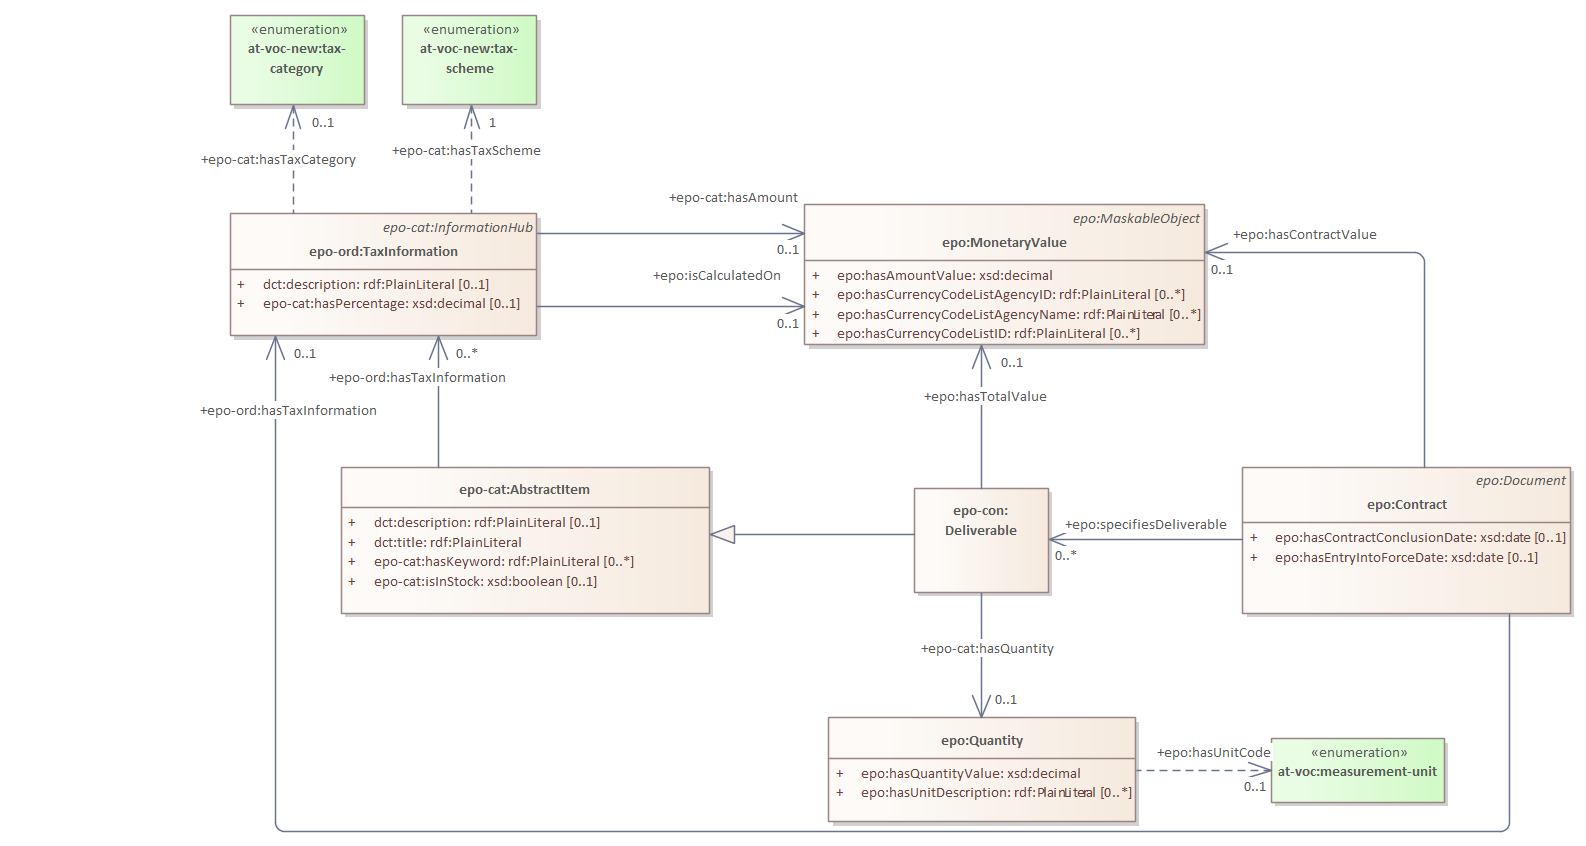 «enumeration»
at-voc-new:tax-
category
«enumeration»
at-voc-new:tax-
scheme
0..1
1
+epo-cat:hasTaxCategory
+epo-cat:hasTaxScheme
epo-cat:InformationHub
epo-ord:TaxInformation
+ dct:description: rdf:PlainLiteral [0..1]
+ epo-cat:hasPercentage: xsd:decimal [0..1]
+epo-cat:hasAmount
0..1
+epo:isCalculatedOn
0..1
epo:MaskableObject
epo:MonetaryValue
+ epo:hasAmountValue: xsd:decimal
+ epo:hasCurrencyCodeListAgencyID: rdf:PlainLiteral [0..*]
+ epo:hasCurrencyCodeListAgencyName: rdf:PlainLiteral [0..*]
+ epo:hasCurrencyCodeListID: rdf:PlainLiteral [0..*]
+epo:hasContractValue
0..1
0..1
0..*
+epo-ord:hasTaxInformation
+epo-ord:hasTaxInformation
0..1
+epo:hasTotalValue
epo-cat:AbstractItem
+ dct:description: rdf:PlainLiteral [0..1]
+ dct:title: rdf:PlainLiteral
+ epo-cat:hasKeyword: rdf:PlainLiteral [0..*]
+ epo-cat:isInStock: xsd:boolean [0..1]
epo-con:
Deliverable
+epo:specifiesDeliverable
0..*
epo:Document
epo:Contract
+ epo:hasContractConclusionDate: xsd:date [0..1]
+ epo:hasEntryIntoForceDate: xsd:date [0..1]
+epo-cat:hasQuantity
0..1
epo:Quantity
+ epo:hasQuantityValue: xsd:decimal
+ epo:hasUnitDescription: rdf:PlainLiteral [0..*]
+epo:hasUnitCode
0..1
«enumeration»
at-voc:measurement-unit